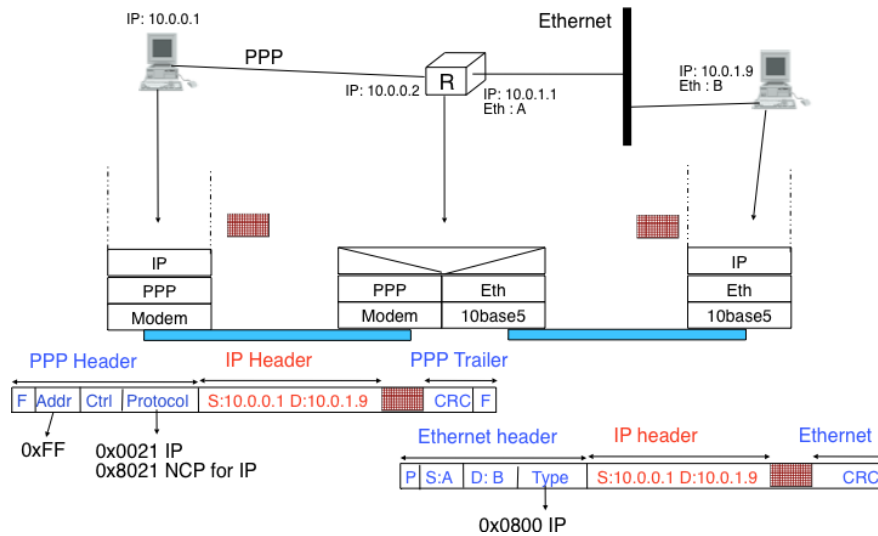 IP: 10.0.0.1
Ethernet
PPP
R
IP: 10.0.0.2
IP: 10.0.1.1
Eth : A
IP: 10.0.1.9
Eth : B
IP
PPP
Modem
PPP
Eth
Modem
10base5
IP
Eth
10base5
PPP Header
IP Header
PPP Trailer
F Addr Ctrl Protocol S:10.0.0.1 D:10.0.1.9 CRC F
0xFF
0x0021 IP
0x8021 NCP for IP
Ethernet header
IP header
Ethernet
P S:A D: B Type S:10.0.0.1 D:10.0.1.9 CRC
0x0800 IP